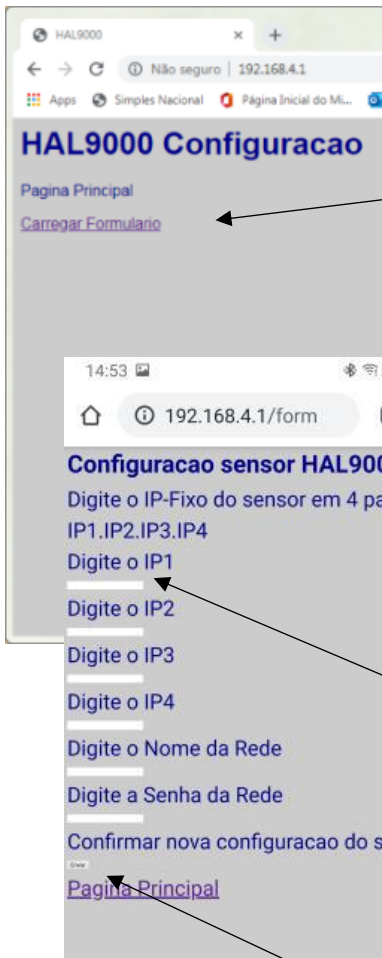 HAL9000
Não seguro | 192.168.4.1
Apps Simples Nacional Página Inicial do Mi...
HAL9000 Configuracao
Pagina Principal
Carregar Formulario
14:53
192.168.4.1/form
Configuracao sensor HAL900
Digite o IP-Fixo do sensor em 4 pa
IP1.IP2.IP3.IP4
Digite o IP1
Digite o IP2
Digite o IP3
Digite o IP4
Digite o Nome da Rede
Digite a Senha da Rede
Confirmar nova configuracao do s
Pagina Principal